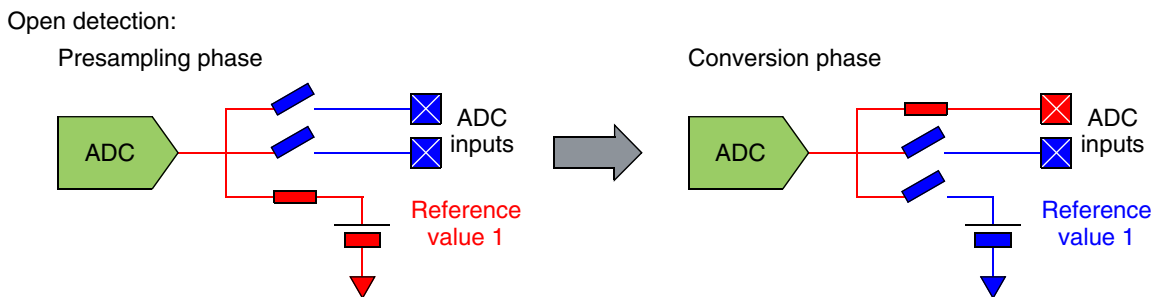 Open detection:
Presampling phase
Conversion phase
ADC
ADC
inputs
Reference
value 1
ADC
ADC
inputs
Reference
value 1